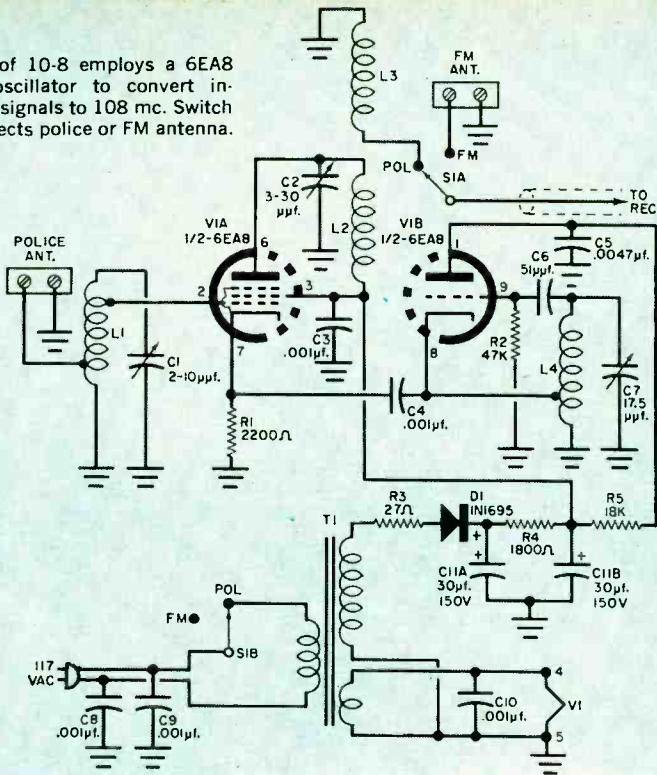 of 10-8 employs a 6EA8
oscillator to convert in-
signals to 108 mc. Switch
ects police or FM antenna.
L3
FM
ANT.
POL
FM
S1A
TO
REC
C2
3-30
μμf.
L2
V1A
1/2-6EA8
6
2
3
7
V1B
1/2-6EA8
1
9
8
C6
51μμf.
C5
.0047μf.
POLICE
ANT.
L1
C1
2-10μμf.
C3
.001μf.
R2
47K
L4
C7
17.5
μμf.
R1
2200Ω
C4
.001μf.
R3
27Ω
D1
1N1695
R4
1800Ω
R5
18K
T1
+
C11A
30μf.
150V
+
C11B
30μf.
150V
POL
FM
S1B
117
VAC
C8
.001μf.
C9
.001μf.
C10
.001μf.
4
V1
5